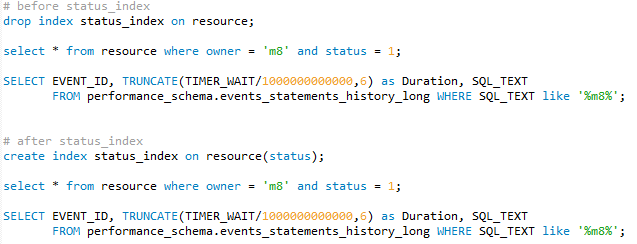 # before status_index
drop index status_index on resource;
select * from resource where owner = 'm8' and status = 1;
SELECT EVENT_ID, TRUNCATE(TIMER_WAIT/1000000000000,6) as Duration, SQL_TEXT
FROM performance_schema.events_statements_history_long WHERE SQL_TEXT like '%m8%';
# after status_index
create index status_index on resource(status);
select * from resource where owner = 'm8' and status = 1;
SELECT EVENT_ID, TRUNCATE(TIMER_WAIT/1000000000000,6) as Duration, SQL_TEXT
FROM performance_schema.events_statements_history_long WHERE SQL_TEXT like '%m8%';